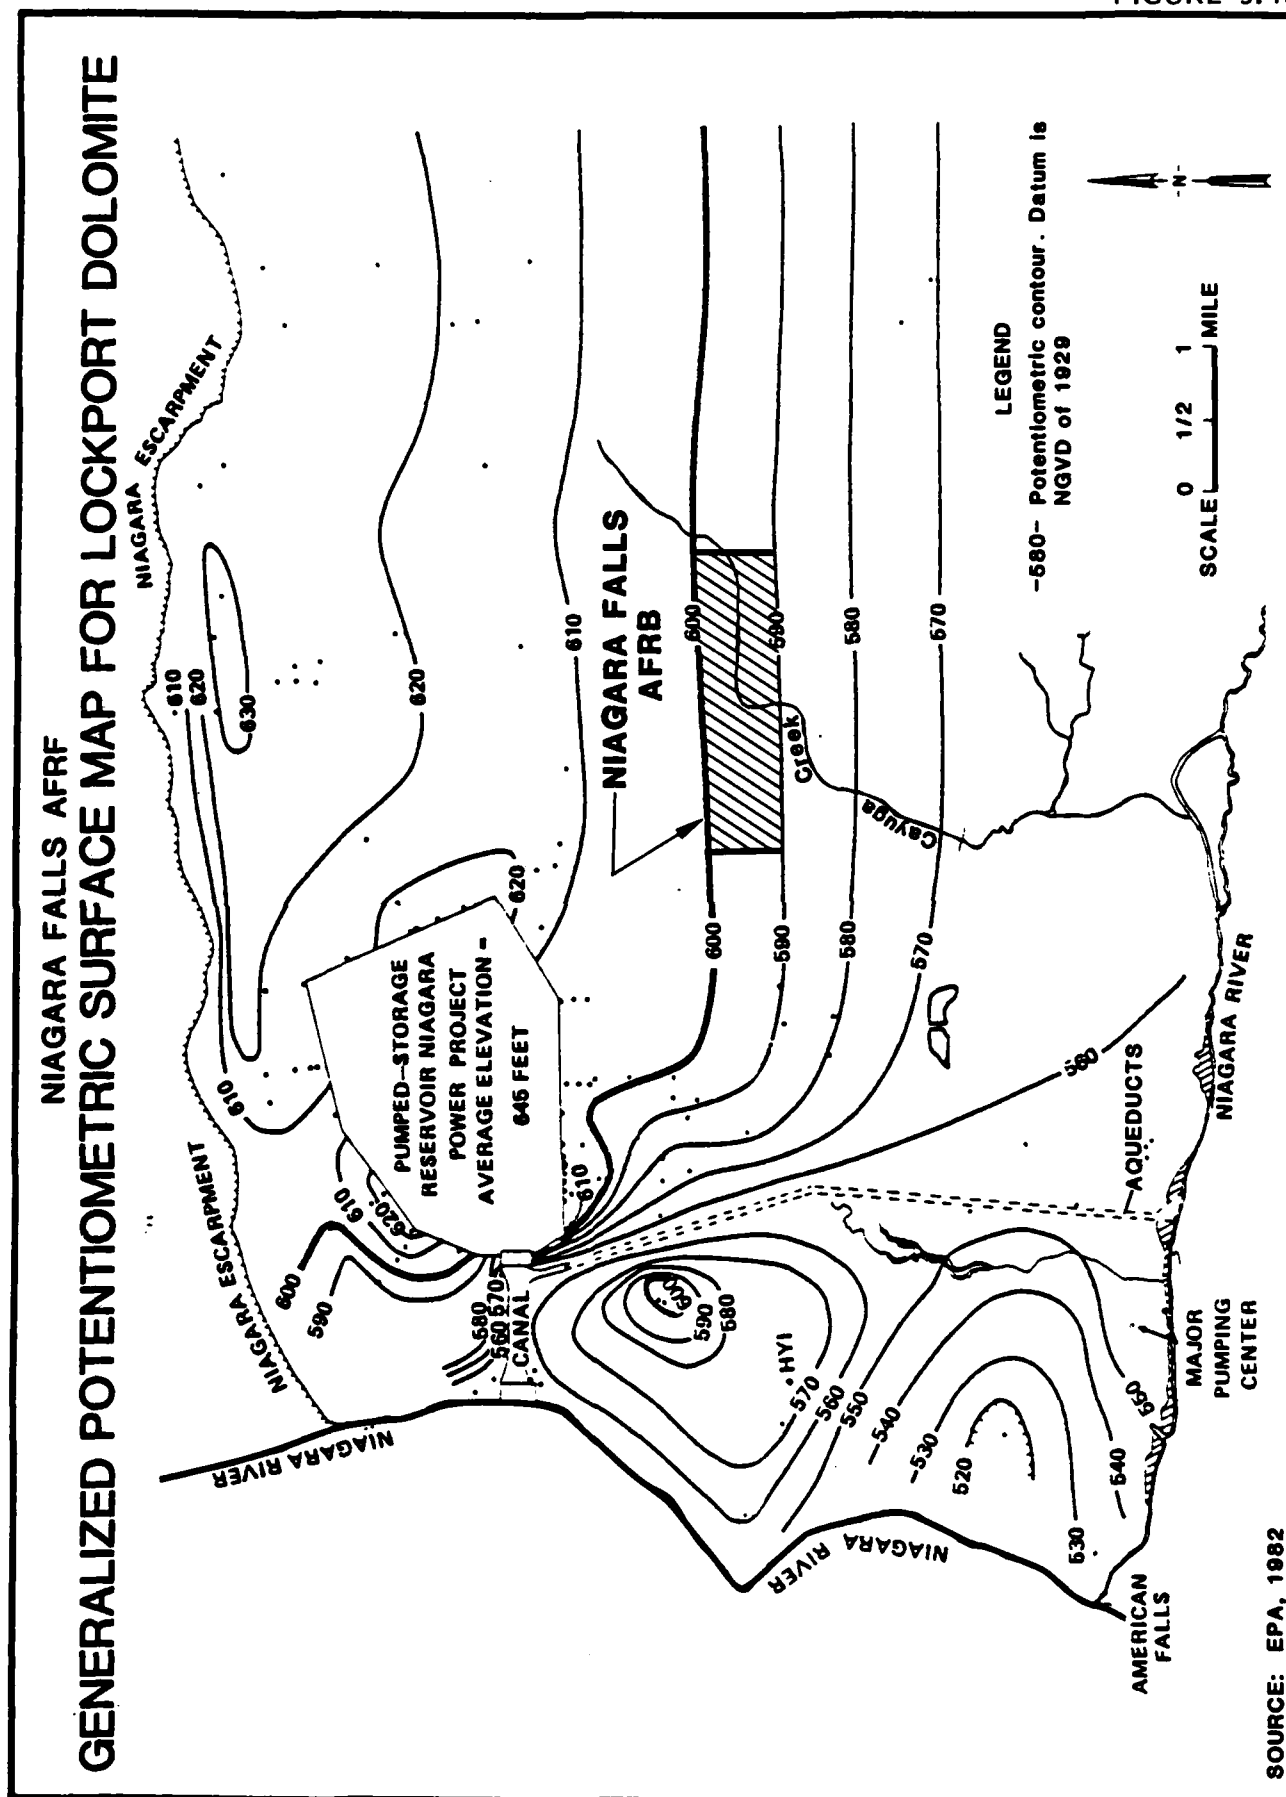 NIAGARA FALLS AFRF
GENERALIZED POTENTIOMETRIC SURFACE MAP FOR LOCKPORT DOLOMITE
NIAGARA ESCARPMENT
NIAGARA ESCARPMENT
610
620
630
610
620
610
620
600
590
610
620
PUMPED-STORAGE
RESERVOIR NIAGARA
POWER PROJECT
AVERAGE ELEVATION =
645 FEET
610
580
570
560
CANAL
NIAGARA RIVER
NIAGARA FALLS
AFRB
600
590
580
570
600
590
580
570
560
Creek
Cayuga
600
590
580
HYI
570
560
550
540
530
520
530
540
550
NIAGARA RIVER
AMERICAN
FALLS
MAJOR
PUMPING
CENTER
AQUEDUCTS
NIAGARA RIVER
LEGEND
-580- Potentiometric contour. Datum is
NGVD of 1929
SCALE 0 1/2 1 MILE
-N-
SOURCE: EPA, 1982